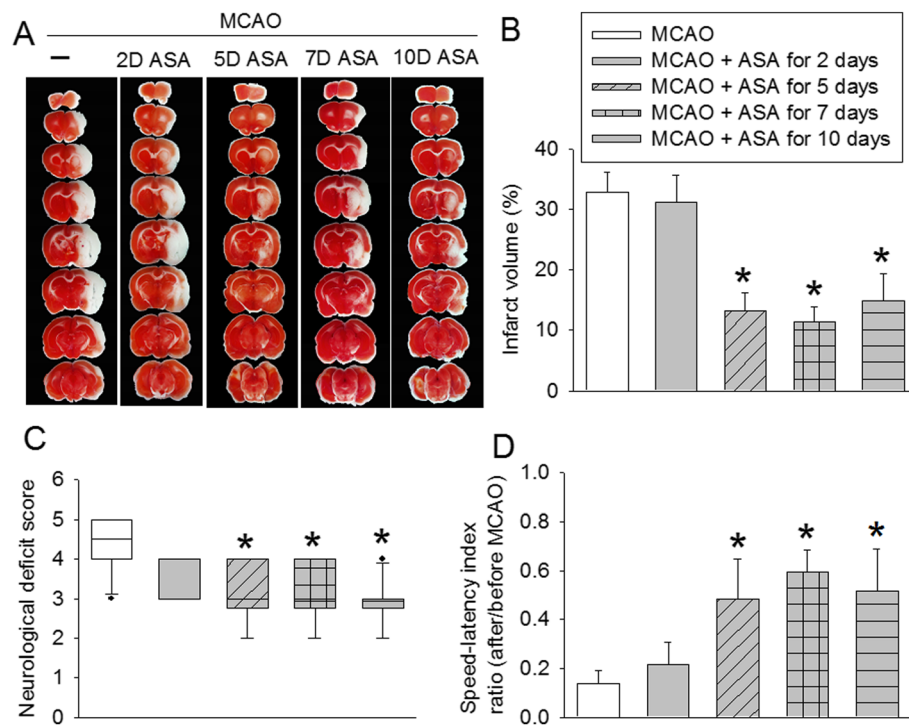 A
MCAO
– 2D ASA 5D ASA 7D ASA 10D ASA
B
MCAO
MCAO + ASA for 2 days
MCAO + ASA for 5 days
MCAO + ASA for 7 days
MCAO + ASA for 10 days
Infarct volume (%)
40
30
20
10
0
* * *
C
Neurological deficit score
6
5
4
3
2
1
0
* * *
D
Speed-latency index
ratio (after/before MCAO)
1.0
0.8
0.6
0.4
0.2
0.0
* * *